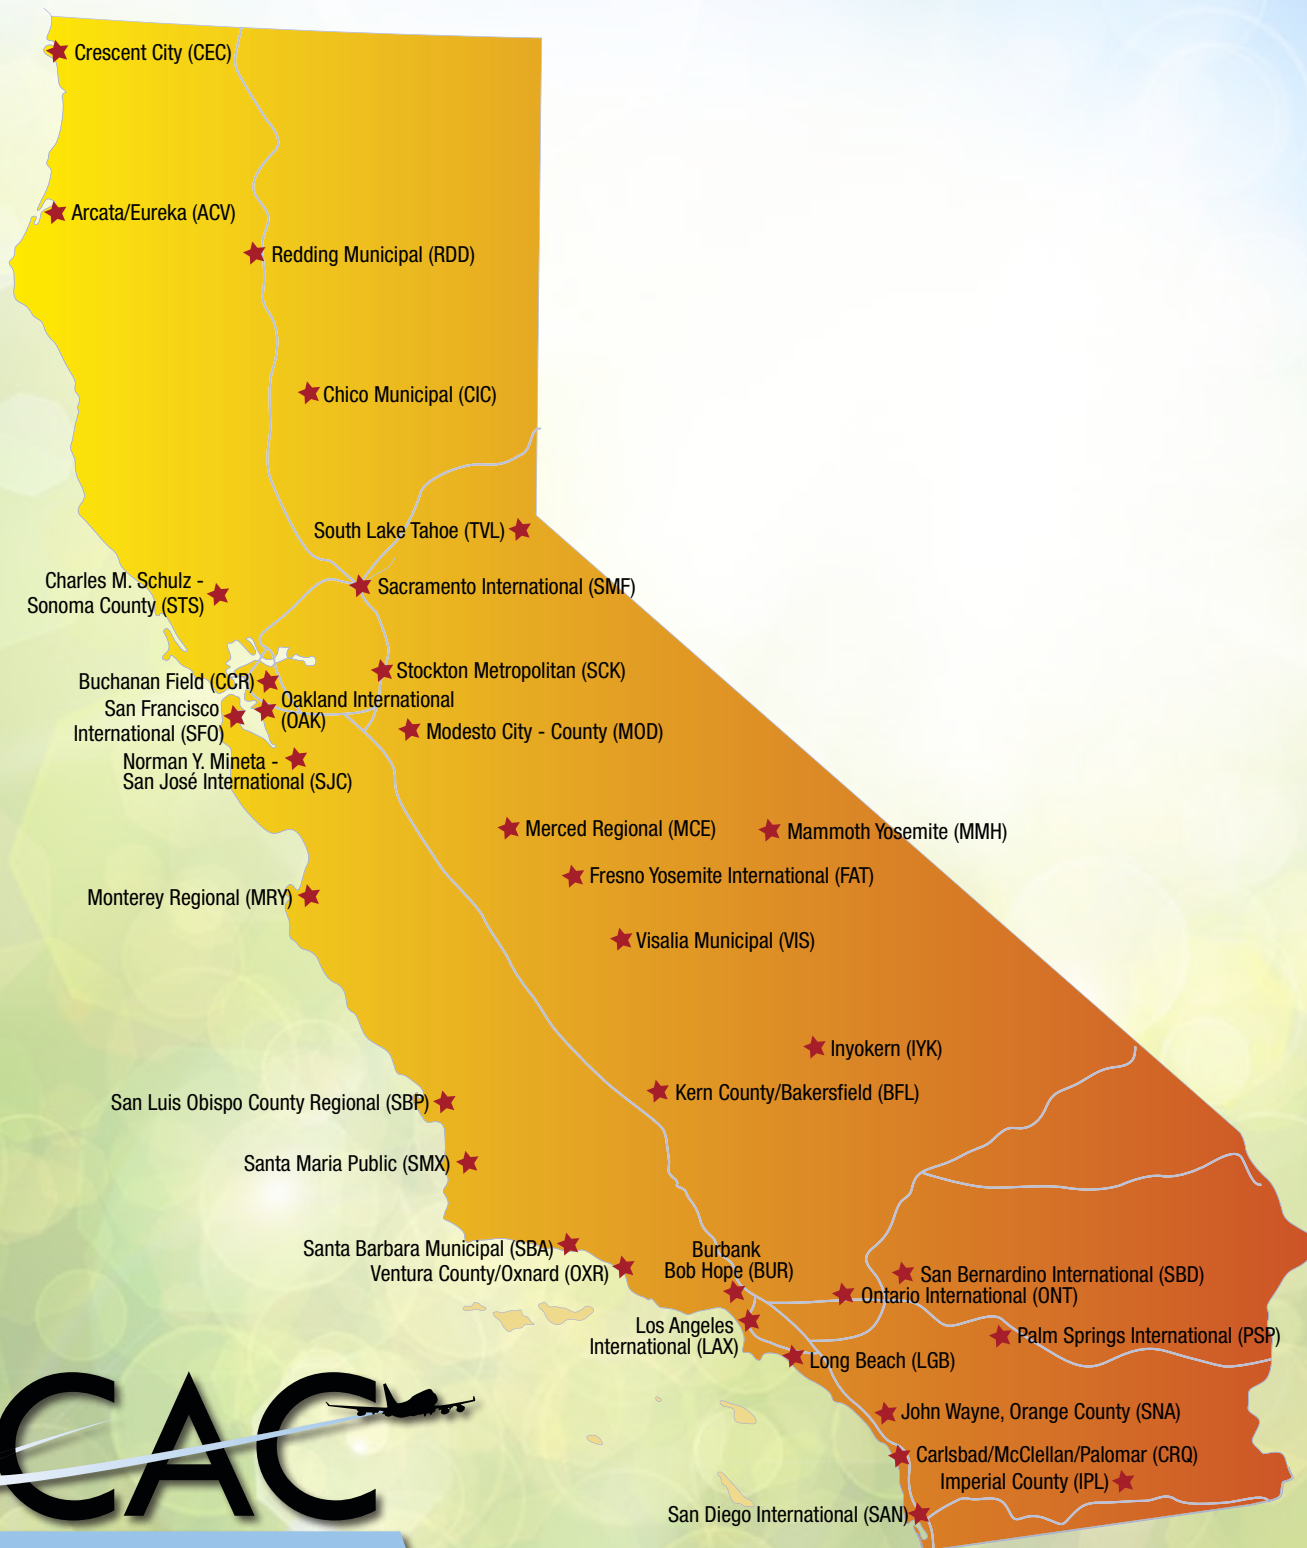 Crescent City (CEC)
Arcata/Eureka (ACV)
Redding Municipal (RDD)
Chico Municipal (CIC)
South Lake Tahoe (TVL)
Charles M. Schulz -
Sonoma County (STS)
Sacramento International (SMF)
Stockton Metropolitan (SCK)
Buchanan Field (CCR)
Oakland International
(OAK)
San Francisco
International (SFO)
Modesto City - County (MOD)
Norman Y. Mineta -
San José International (SJC)
Merced Regional (MCE)
Mammoth Yosemite (MMH)
Fresno Yosemite International (FAT)
Monterey Regional (MRY)
Visalia Municipal (VIS)
Inyokern (IYK)
Kern County/Bakersfield (BFL)
San Luis Obispo County Regional (SBP)
Santa Maria Public (SMX)
Santa Barbara Municipal (SBA)
Ventura County/Oxnard (OXR)
Burbank
Bob Hope (BUR)
San Bernardino International (SBD)
Ontario International (ONT)
Los Angeles
International (LAX)
Palm Springs International (PSP)
Long Beach (LGB)
John Wayne, Orange County (SNA)
Carlsbad/McClellan/Palomar (CRQ)
Imperial County (IPL)
San Diego International (SAN)
CAC